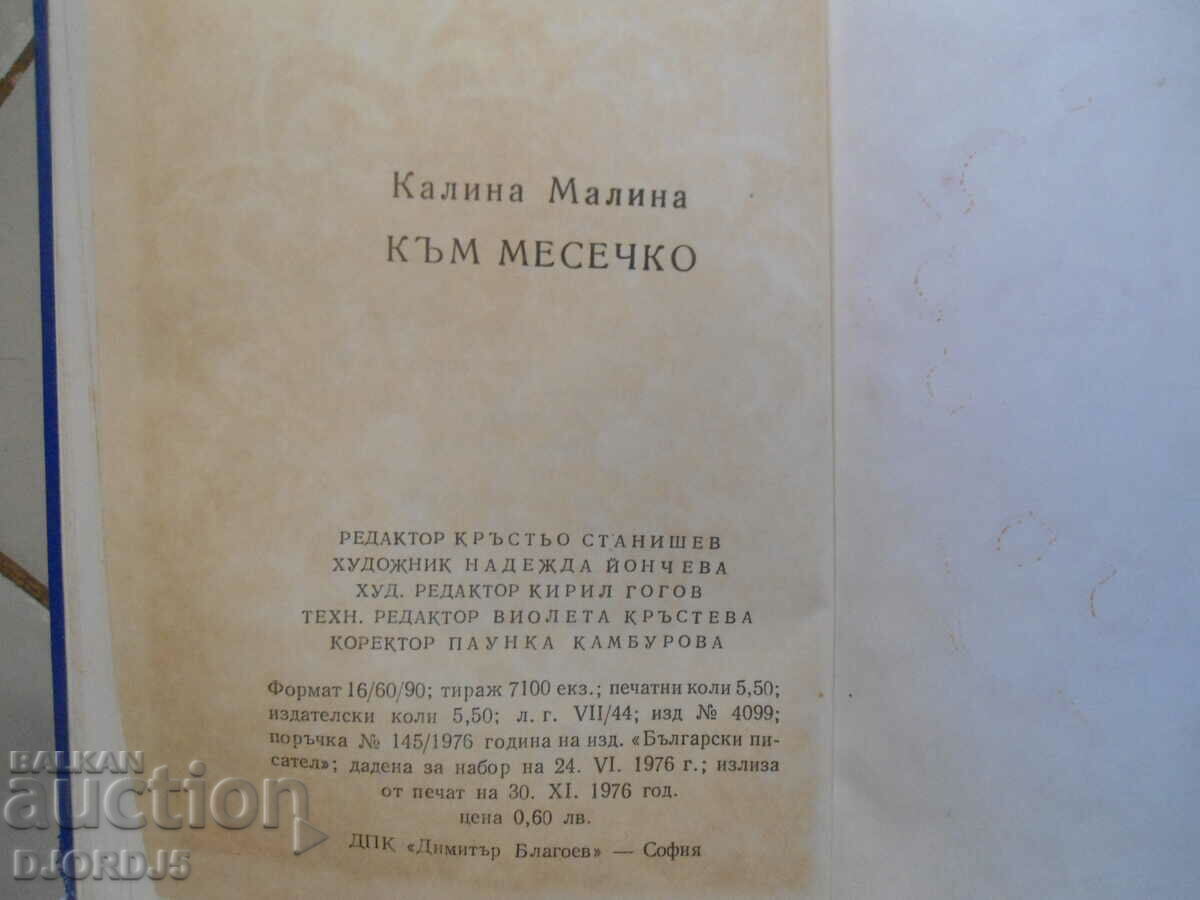 Калина Малина
КЪМ МЕСЕЧКО
РЕДАКТОР КРЪСТЬО СТАНИШЕВ
ХУДОЖНИК НАДЕЖДА ЙОНЧЕВА
ХУД. РЕДАКТОР КИРИЛ ГОГОВ
ТЕХН. РЕДАКТОР ВИОЛЕТА КРЪСТЕВА
КОРЕКТОР ПАУНКА КАМБУРОВА
Формат 16/60/90; тираж 7100 екз.; печатни коли 5,50;
издателски коли 5,50; л. г. VII/44; изд № 4099;
поръчка № 145/1976 година на изд. «Български пи-
сател»; дадена за набор на 24. VI. 1976 г.; излиза
от печат на 30. XI. 1976 год.
цена 0,60 лв.
ДПК «Димитър Благоев» — София
BALKAN
auction
DJORDJ5